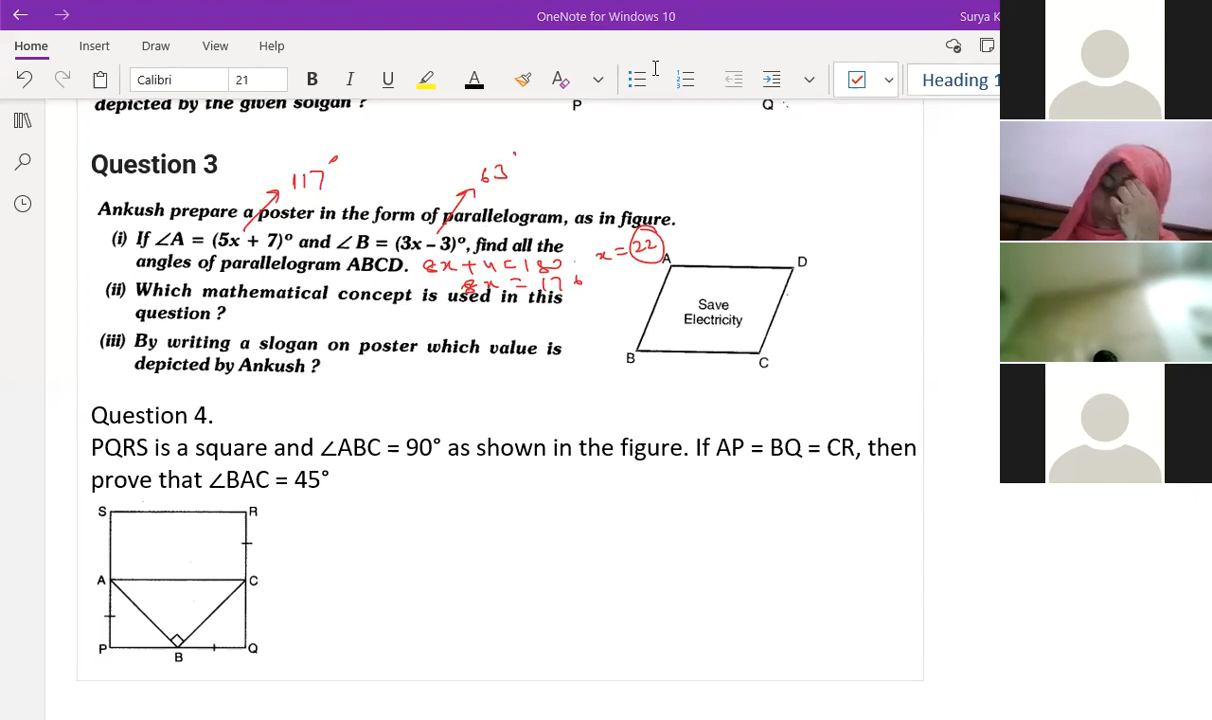 OneNote for Windows 10
Surya K
Home Insert Draw View Help
Calibri 21 B I U A Heading 1
depicted by the given solgan ?
P Q
Question 3
117°
63°
Ankush prepare a poster in the form of parallelogram, as in figure.
(i) If ∠A = (5x + 7)° and ∠B = (3x – 3)°, find all the
angles of parallelogram ABCD.
8x + 4 = 180
8x = 176
x = 22
(ii) Which mathematical concept is used in this
question ?
(iii) By writing a slogan on poster which value is
depicted by Ankush ?
A D
Save
Electricity
B C
Question 4.
PQRS is a square and ∠ABC = 90° as shown in the figure. If AP = BQ = CR, then
prove that ∠BAC = 45°
S R
A C
P Q
B